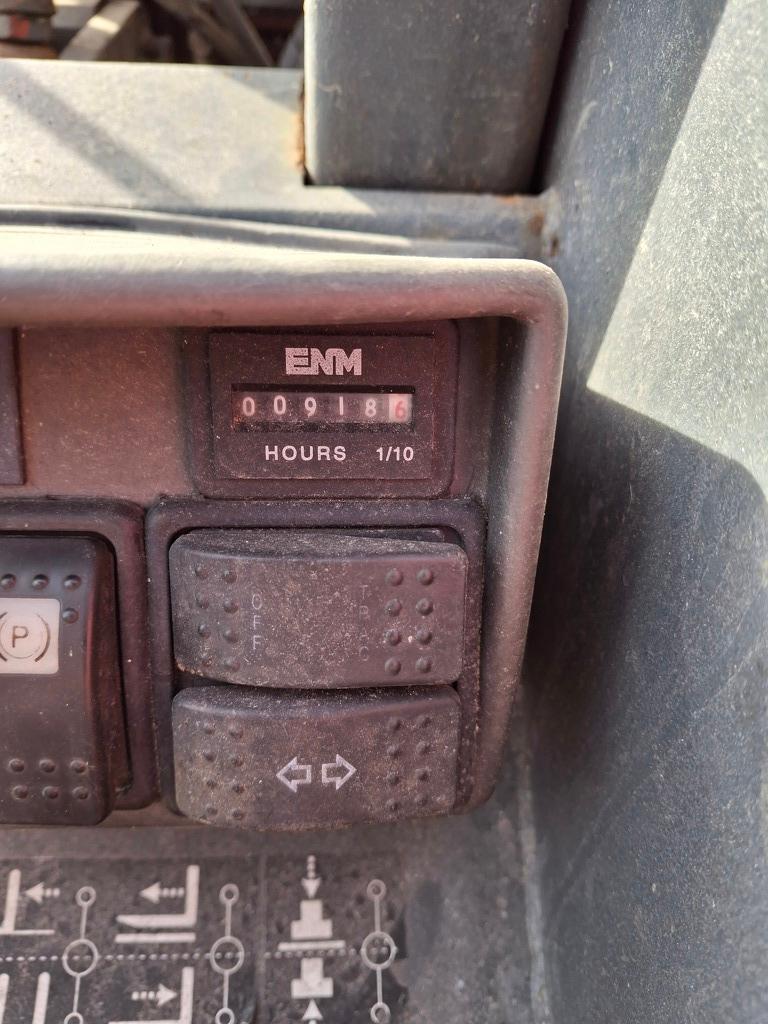 ENM
009186
HOURS 1/10
OFF TRAC
P